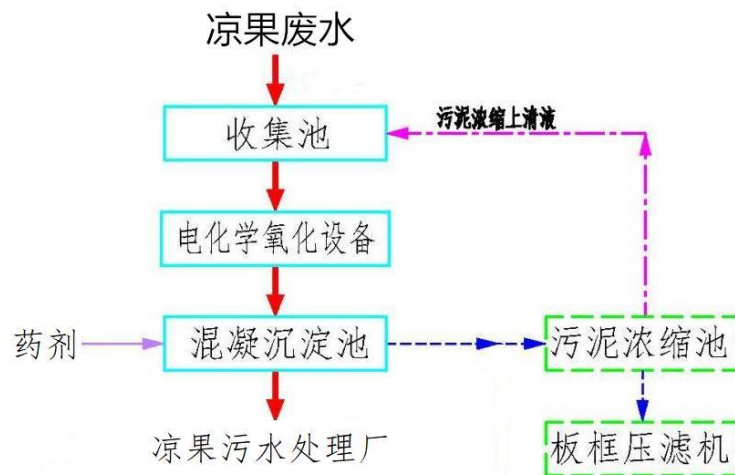 凉果废水
收集池
污泥浓缩上清液
电化学氧化设备
药剂
混凝沉淀池
污泥浓缩池
凉果污水处理厂
板框压滤机